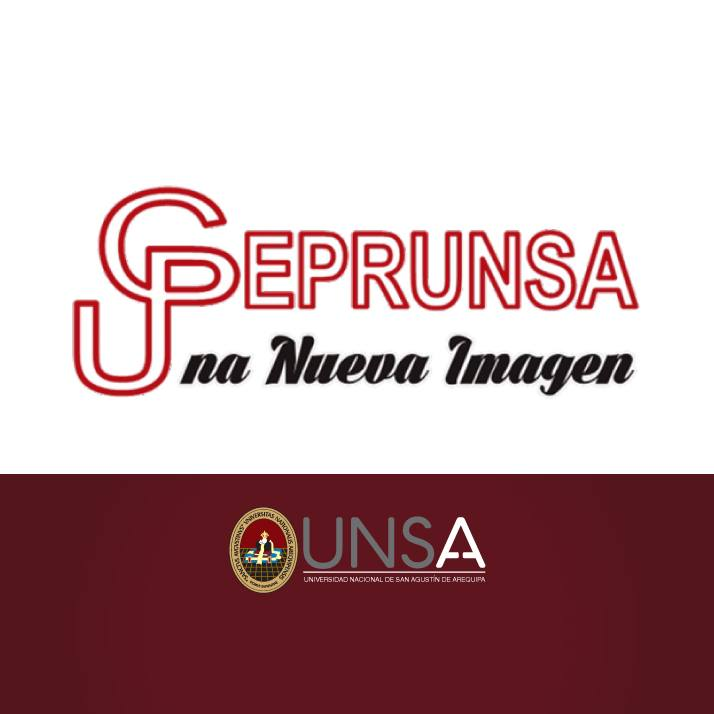 CEPRUNSA
Una Nueva Imagen
UNSA
UNIVERSIDAD NACIONAL DE SAN AGUSTÍN DE AREQUIPA